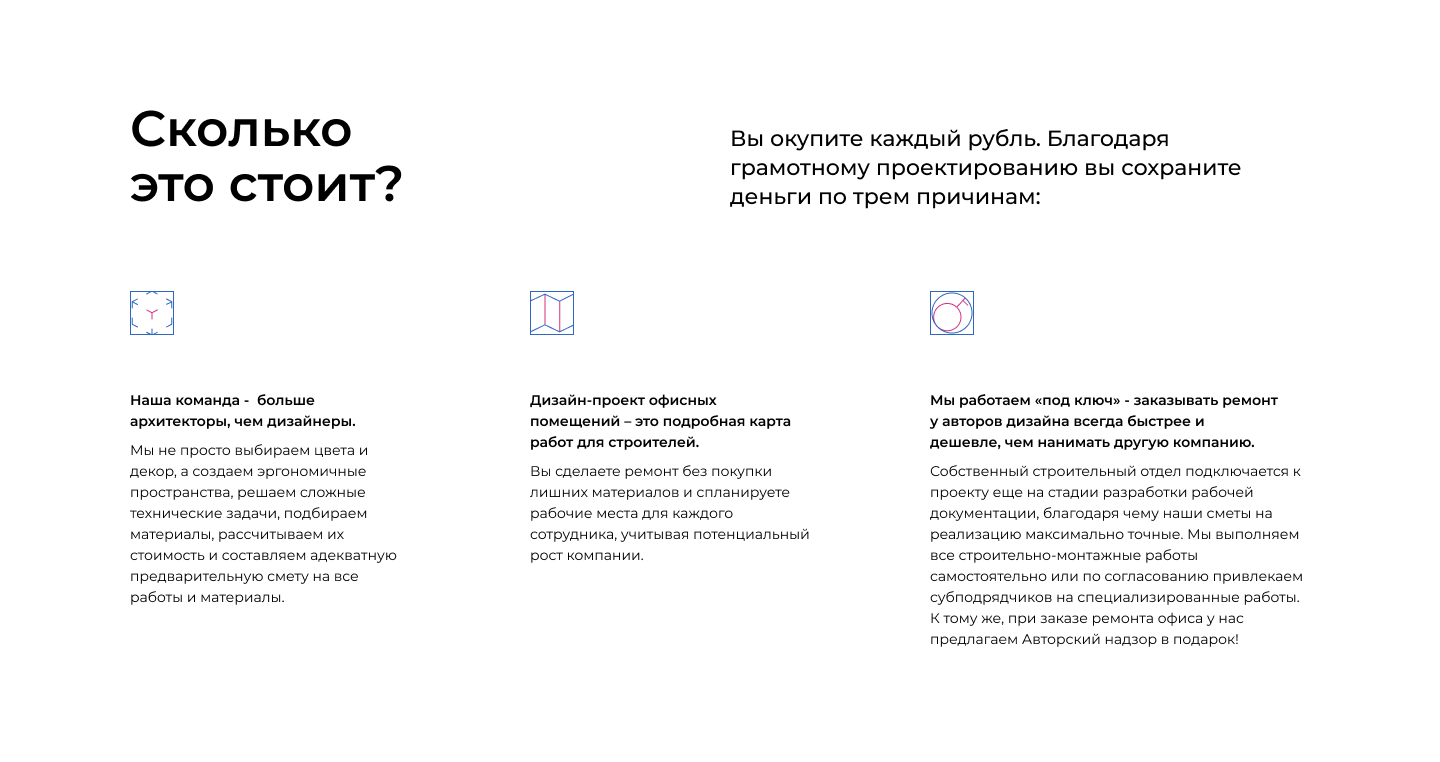 Сколько
это стоит?
Вы окупите каждый рубль. Благодаря
грамотному проектированию вы сохраните
деньги по трем причинам:
Наша команда -  больше
архитекторы, чем дизайнеры.
Мы не просто выбираем цвета и
декор, а создаем эргономичные
пространства, решаем сложные
технические задачи, подбираем
материалы, рассчитываем их
стоимость и составляем адекватную
предварительную смету на все
работы и материалы.
Дизайн-проект офисных
помещений – это подробная карта
работ для строителей.
Вы сделаете ремонт без покупки
лишних материалов и спланируете
рабочие места для каждого
сотрудника, учитывая потенциальный
рост компании.
Мы работаем «под ключ» - заказывать ремонт
у авторов дизайна всегда быстрее и
дешевле, чем нанимать другую компанию.
Собственный строительный отдел подключается к
проекту еще на стадии разработки рабочей
документации, благодаря чему наши сметы на
реализацию максимально точные. Мы выполняем
все строительно-монтажные работы
самостоятельно или по согласованию привлекаем
субподрядчиков на специализированные работы.
К тому же, при заказе ремонта офиса у нас
предлагаем Авторский надзор в подарок!